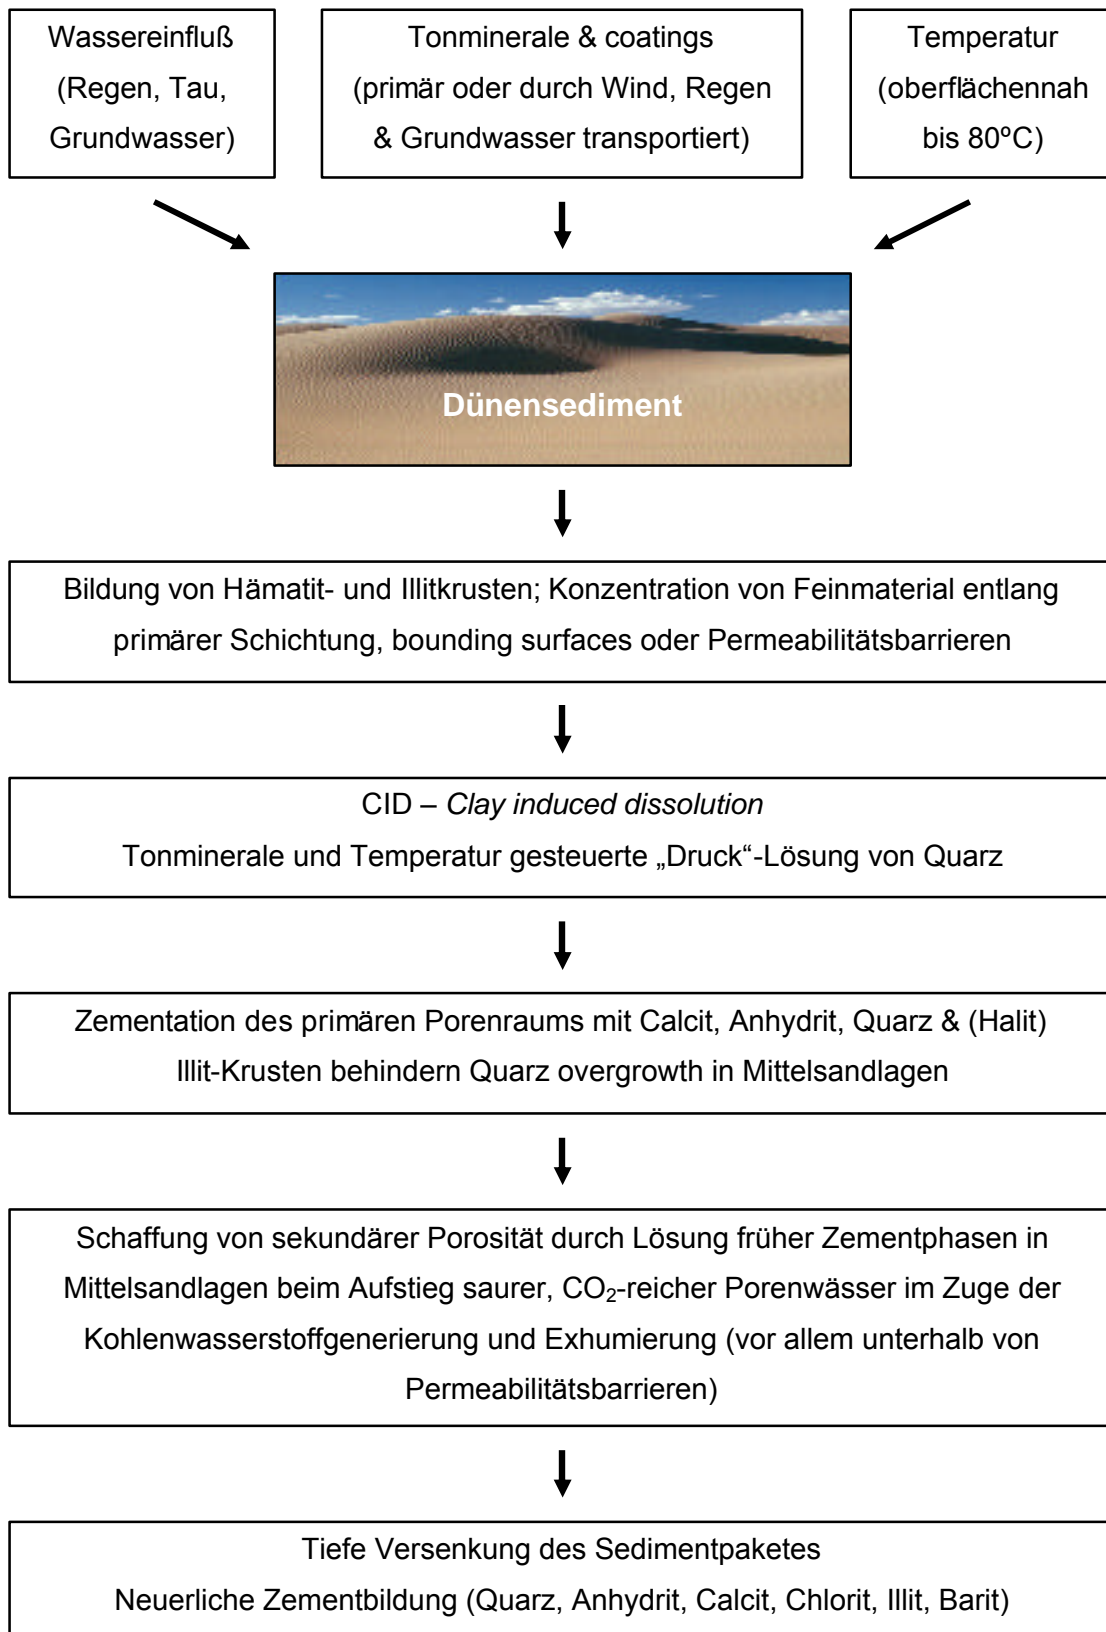 Wassereinfluß
(Regen, Tau,
Grundwasser)
Tonminerale & coatings
(primär oder durch Wind, Regen
& Grundwasser transportiert)
Temperatur
(oberflächennah
bis 80ºC)
Dünensediment
Bildung von Hämatit- und Illitkrusten; Konzentration von Feinmaterial entlang
primärer Schichtung, bounding surfaces oder Permeabilitätsbarrieren
CID – Clay induced dissolution
Tonminerale und Temperatur gesteuerte „Druck“-Lösung von Quarz
Zementation des primären Porenraums mit Calcit, Anhydrit, Quarz & (Halit)
Illit-Krusten behindern Quarz overgrowth in Mittelsandlagen
Schaffung von sekundärer Porosität durch Lösung früher Zementphasen in
Mittelsandlagen beim Aufstieg saurer, CO₂-reicher Porenwässer im Zuge der
Kohlenwasserstoffgenerierung und Exhumierung (vor allem unterhalb von
Permeabilitätsbarrieren)
Tiefe Versenkung des Sedimentpaketes
Neuerliche Zementbildung (Quarz, Anhydrit, Calcit, Chlorit, Illit, Barit)